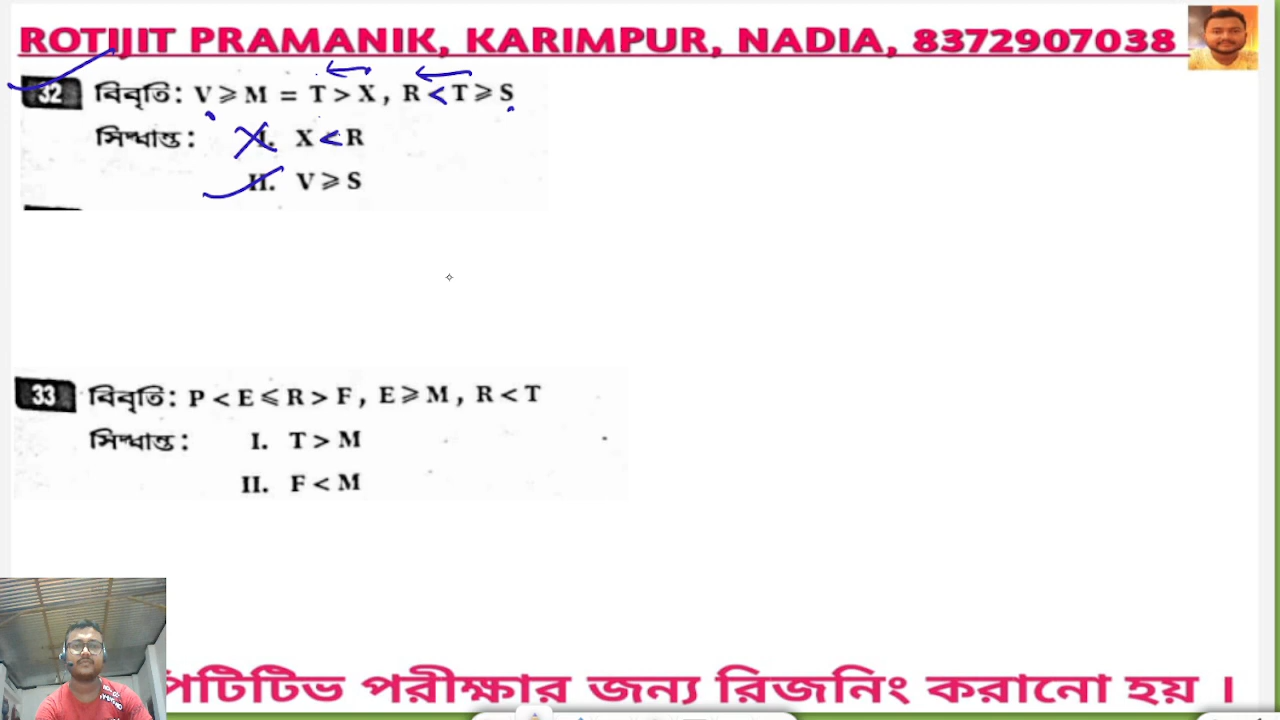 ROTIJIT PRAMANIK, KARIMPUR, NADIA, 8372907038
32 বিবৃতি: V ⩾ M = T > X, R < T ⩾ S
সিদ্ধান্ত: I. X < R
II. V ⩾ S
33 বিবৃতি: P < E ⩽ R > F, E ⩾ M, R < T
সিদ্ধান্ত: I. T > M
II. F < M
পিটিটিভ পরীক্ষার জন্য রিজনিং করানো হয় ।